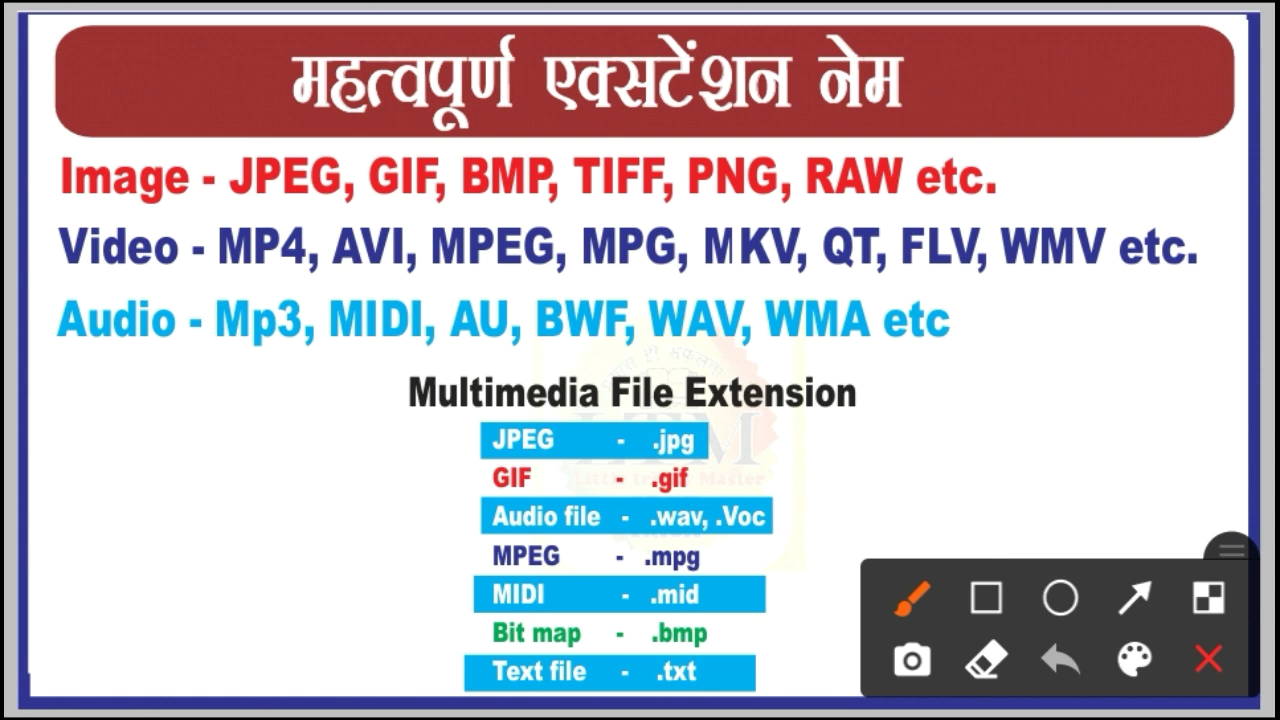 महत्वपूर्ण एक्सटेंशन नेम
Image - JPEG, GIF, BMP, TIFF, PNG, RAW etc.
Video - MP4, AVI, MPEG, MPG, MKV, QT, FLV, WMV etc.
Audio - Mp3, MIDI, AU, BWF, WAV, WMA etc
Multimedia File Extension
JPEG - .jpg
GIF - .gif
Audio file - .wav, .Voc
MPEG - .mpg
MIDI - .mid
Bit map - .bmp
Text file - .txt